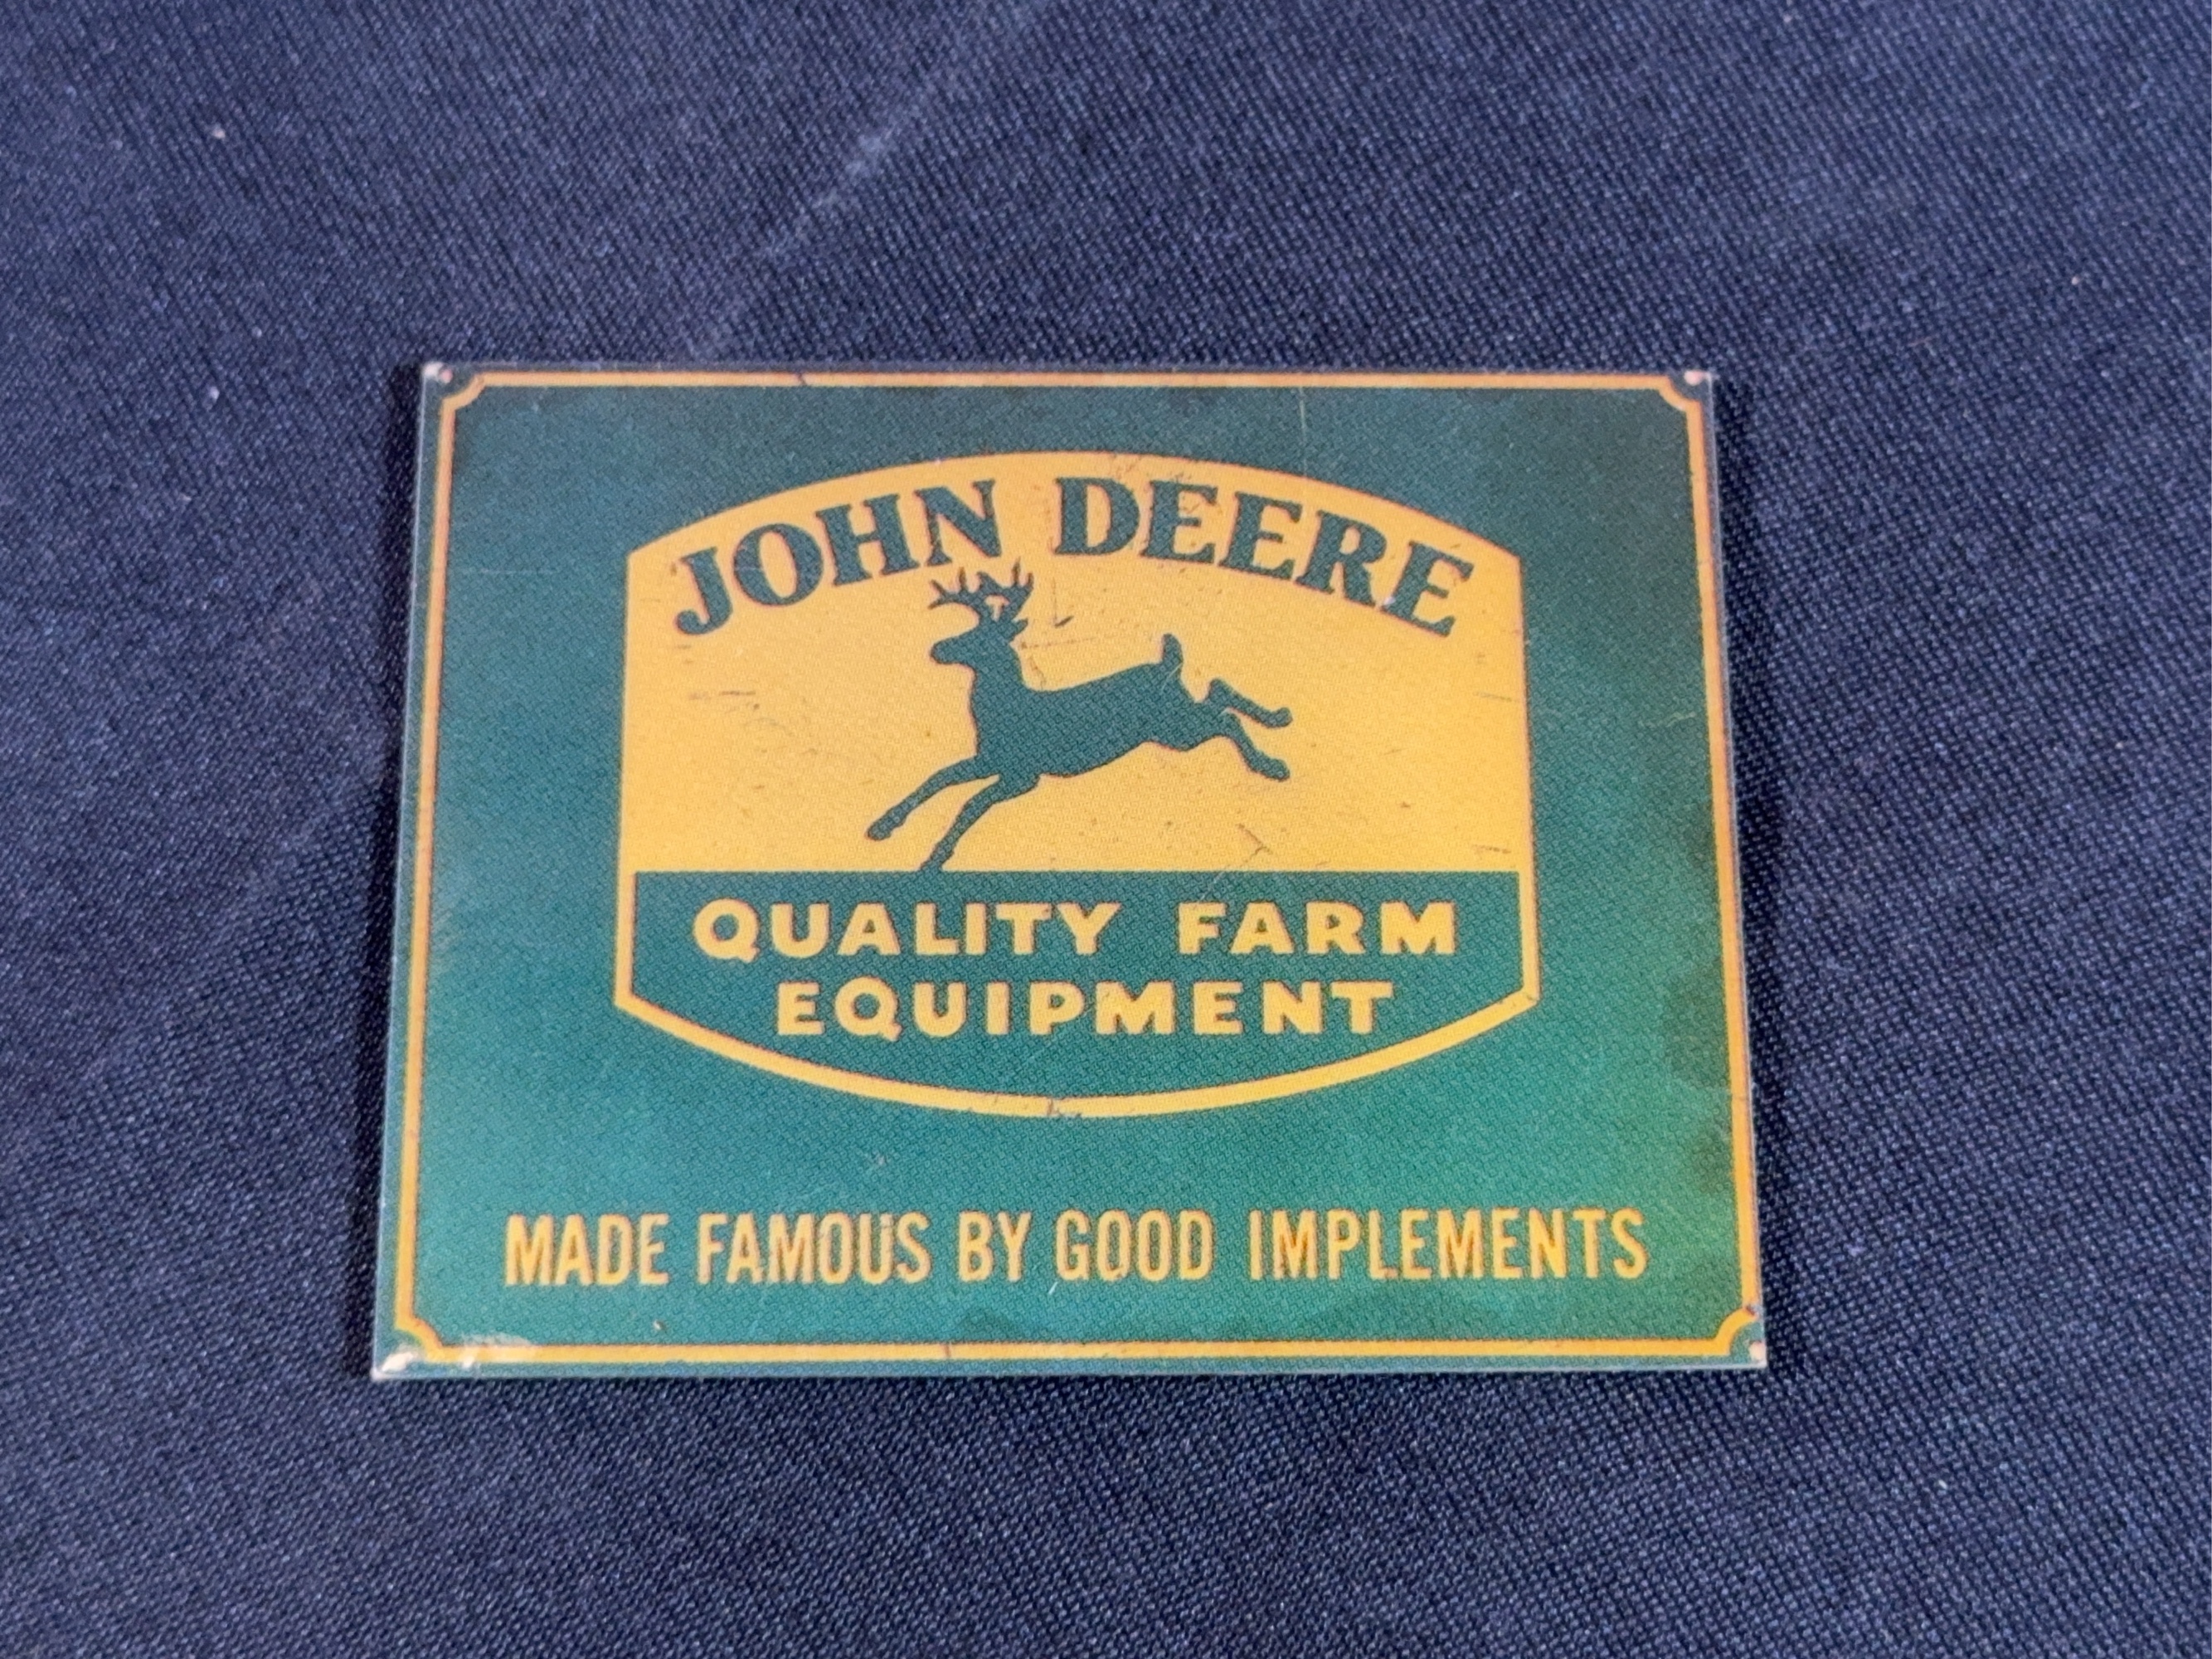 JOHN DEERE
QUALITY FARM
EQUIPMENT
MADE FAMOUS BY GOOD IMPLEMENTS